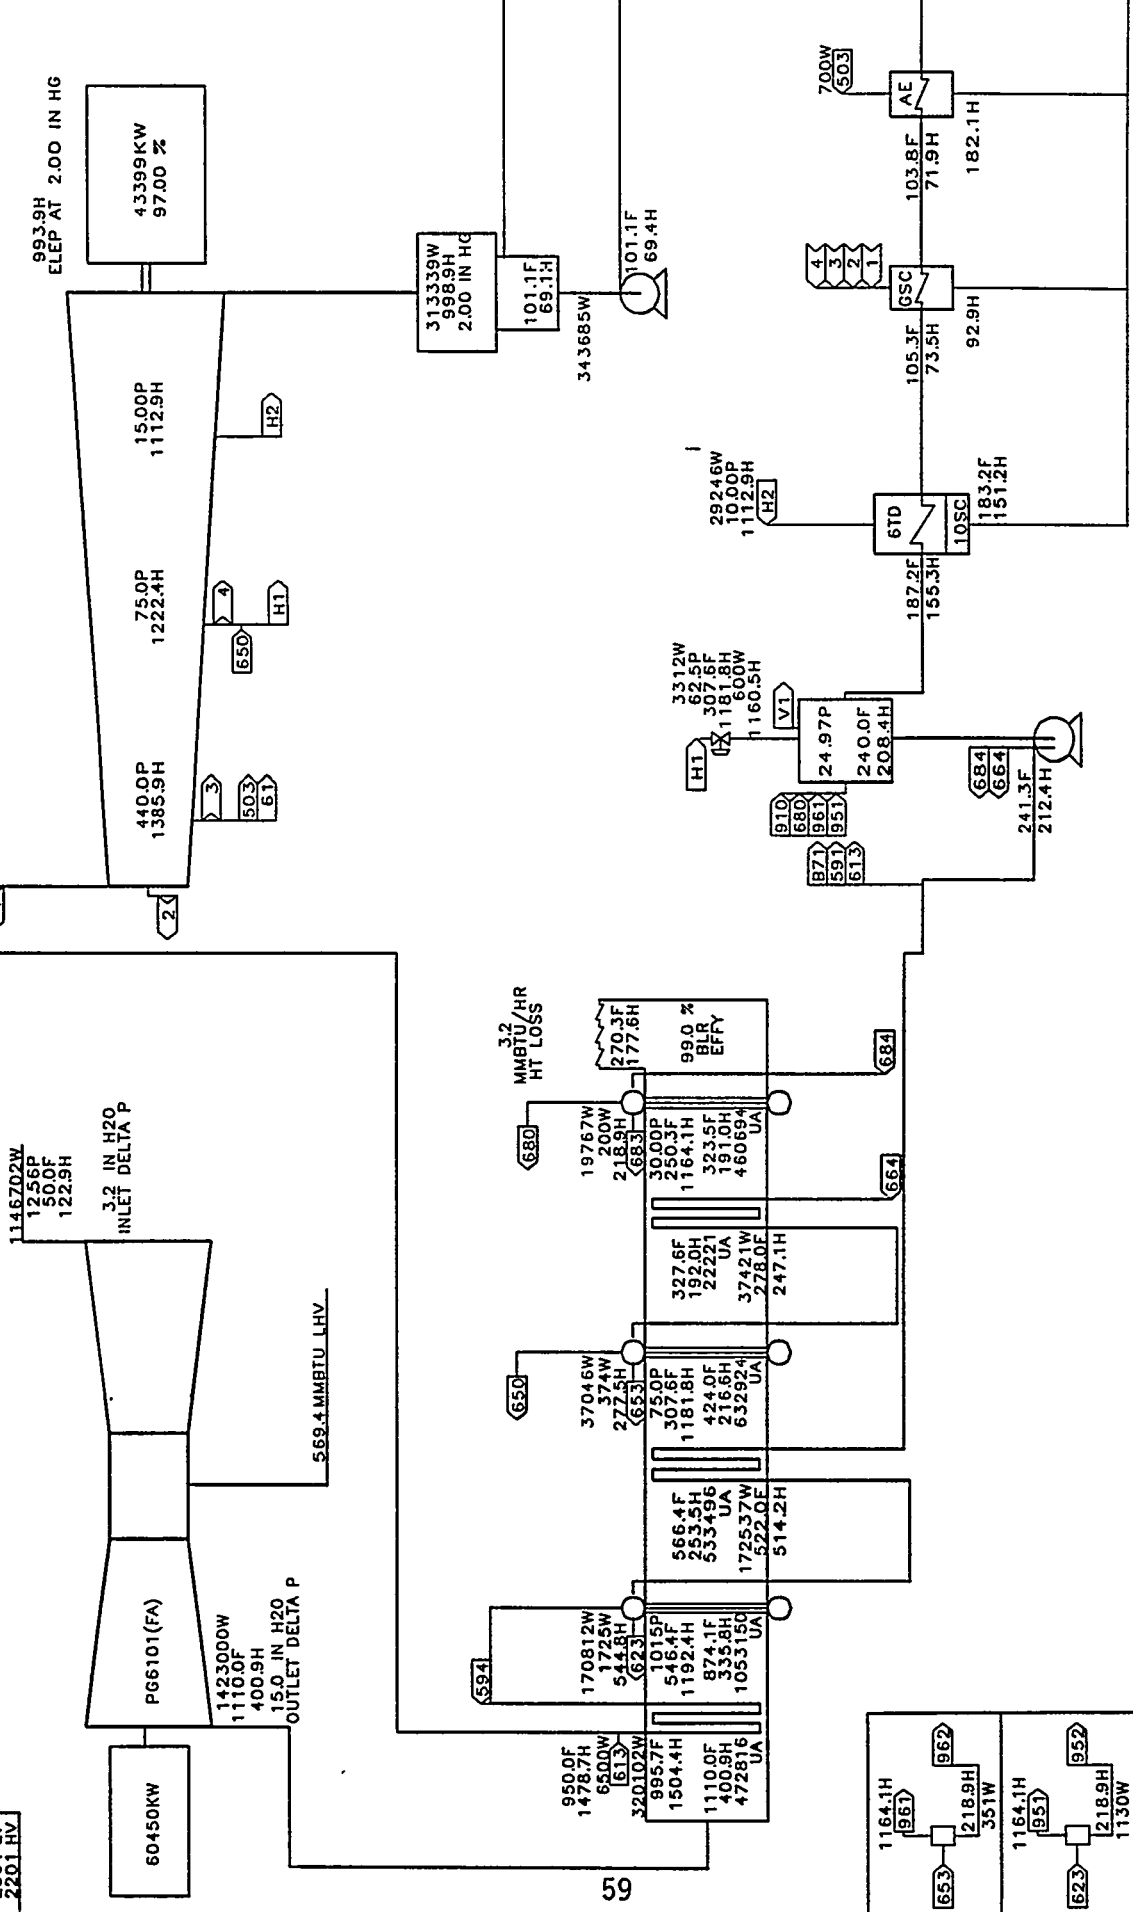 993.9H
ELEP AT 2.00 IN HG
43399KW
97.00 %
15.00P
1112.9H
H2
75.0P
1222.4H
4
650
H1
440.0P
1385.9H
3
503
61
2
313339W
998.9H
2.00 IN HG
101.1F
69.1H
343685W
101.1F
69.4H
700W
503
AE
182.1H
103.8F
71.9H
4
3
2
1
GSC
92.9H
105.3F
73.5H
29246W
10.00P
1112.9H
H2
6TD
10SC
183.2F
151.2H
187.2F
155.3H
3312W
62.5P
307.6F
1181.8H
600W
1160.5H
H1
V1
24.97P
240.0F
208.4H
910
680
961
951
684
664
241.3F
212.4H
B71
591
613
1146702W
12.56P
50.0F
122.9H
3.2 IN H20
INLET DELTA P
569.4 MMBTU LHV
PG6101(FA)
1423000W
1110.0F
400.9H
15.0 IN H20
OUTLET DELTA P
60450KW
2201 HV
3.2
MMBTU/HR
HT LOSS
270.3F
177.6H
99.0 %
BLR
EFFY
684
680
19767W
200W
218.9H
683
30.00P
250.3F
1164.1H
323.5F
191.0H
460694
UA
664
327.6F
192.0H
22221
UA
37421W
278.0F
247.1H
650
37046W
374W
277.5H
653
75.0P
307.6F
1181.8H
424.0F
216.6H
632924
UA
566.4F
253.5H
533496
UA
172537W
522.0F
514.2H
594
170812W
1725W
544.8H
623
1015P
546.4F
1192.4H
874.1F
335.8H
1053150
UA
950.0F
1478.7H
6500W
613
320102W
995.7F
1504.4H
1110.0F
400.9H
472816
UA
1164.1H
961
962
653
218.9H
351W
1164.1H
951
952
623
218.9H
1130W
59